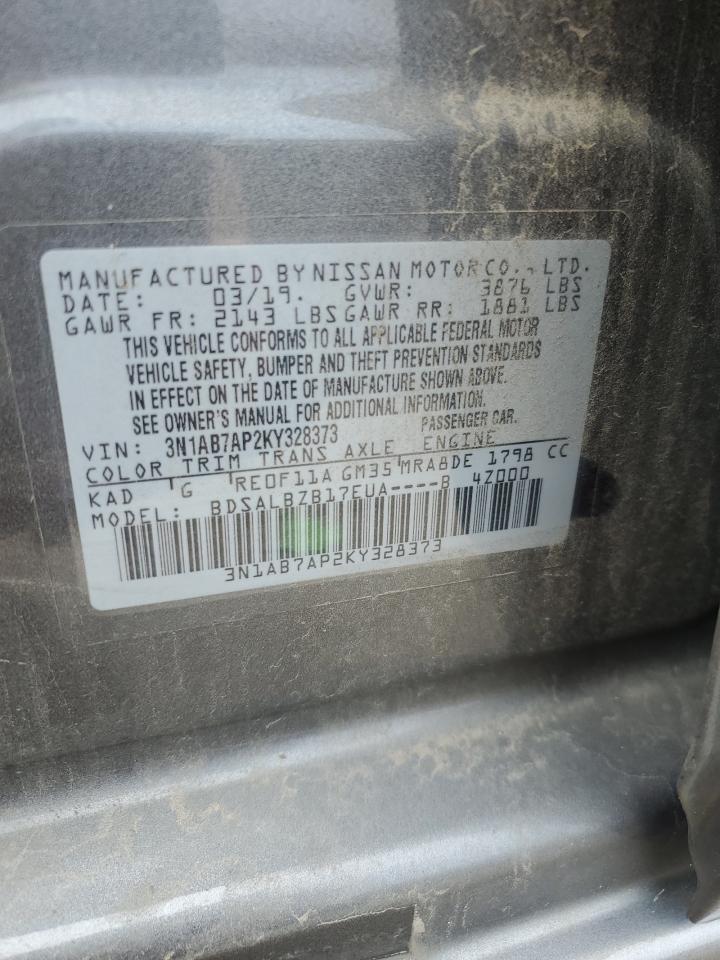 MANUFACTURED BY NISSAN MOTOR CO., LTD.
DATE: 03/19. GVWR: 3876 LBS
GAWR FR: 2143 LBS GAWR RR: 1881 LBS
THIS VEHICLE CONFORMS TO ALL APPLICABLE FEDERAL MOTOR
VEHICLE SAFETY, BUMPER AND THEFT PREVENTION STANDARDS
IN EFFECT ON THE DATE OF MANUFACTURE SHOWN ABOVE.
SEE OWNER'S MANUAL FOR ADDITIONAL INFORMATION.
VIN: 3N1AB7AP2KY328373 PASSENGER CAR.
COLOR TRIM TRANS AXLE ENGINE
KAD G RE0F11A GM35 MRA8DE 1798 CC
MODEL: BDSALBZB17EUA----B 4Z000
3N1AB7AP2KY328373